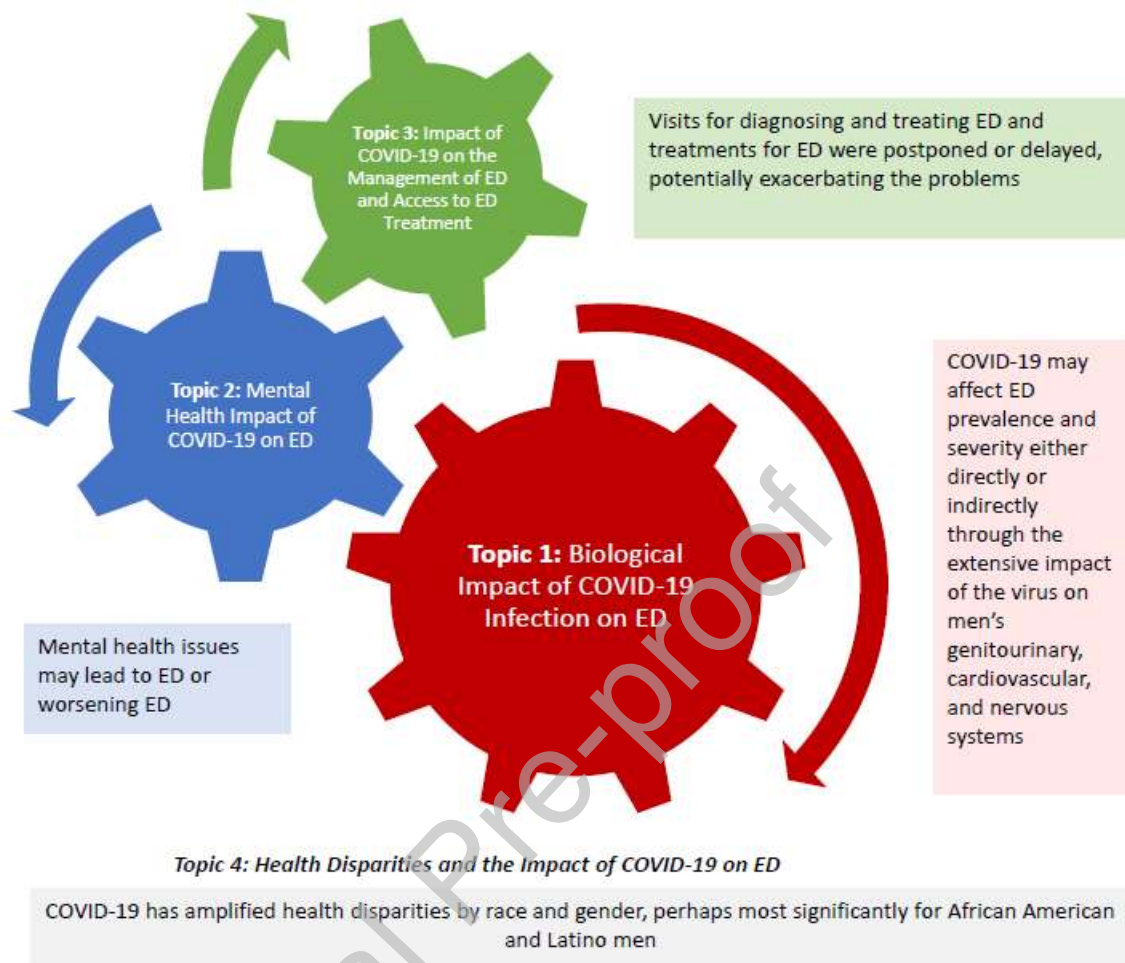 Topic 3: Impact of
COVID-19 on the
Management of ED
and Access to ED
Treatment
Visits for diagnosing and treating ED and
treatments for ED were postponed or delayed,
potentially exacerbating the problems
Topic 2: Mental
Health Impact of
COVID-19 on ED
COVID-19 may
affect ED
prevalence and
severity either
directly or
indirectly
through the
extensive impact
of the virus on
men's
genitourinary,
cardiovascular,
and nervous
systems
Topic 1: Biological
Impact of COVID-19
Infection on ED
Mental health issues
may lead to ED or
worsening ED
Topic 4: Health Disparities and the Impact of COVID-19 on ED
COVID-19 has amplified health disparities by race and gender, perhaps most significantly for African American
and Latino men
Pre-proof